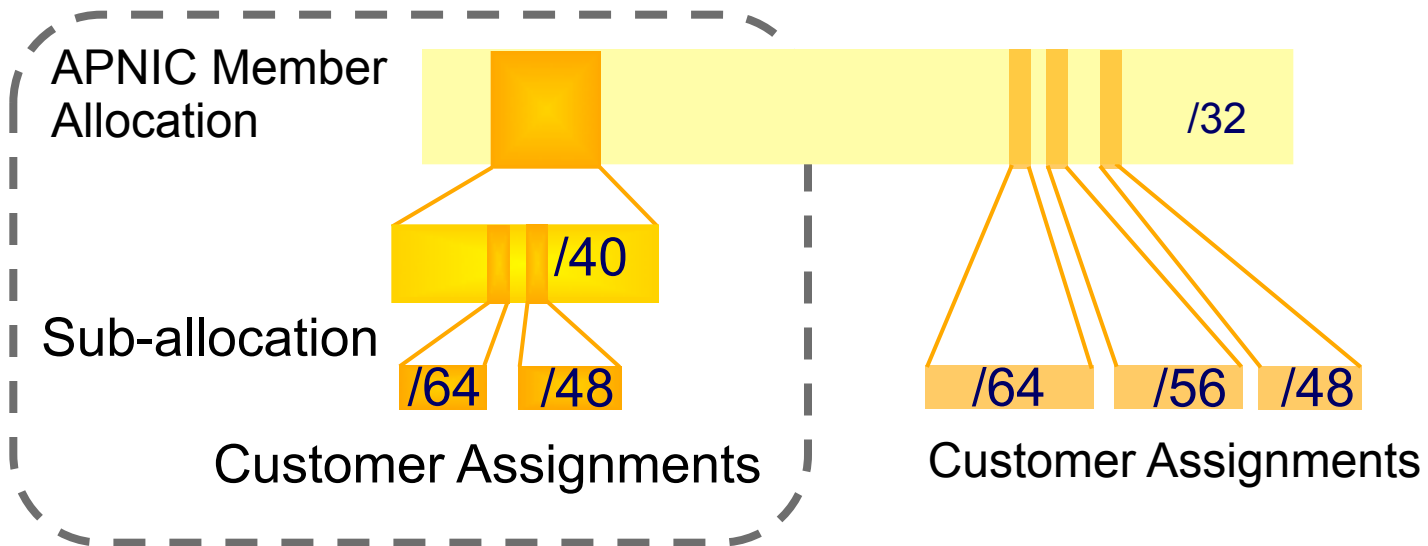 APNIC Member
Allocation
/32
/40
Sub-allocation
/64
/48
/64
/56
/48
Customer Assignments
Customer Assignments